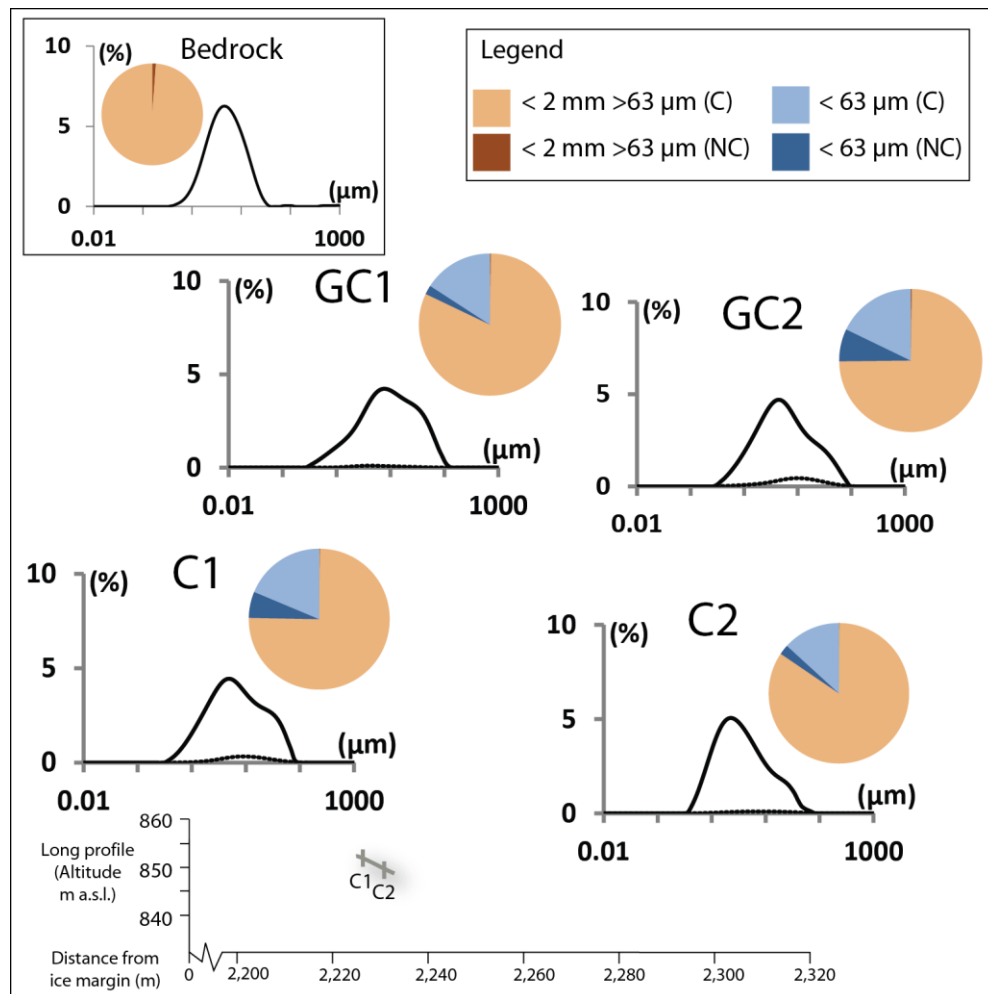 10 (%) Bedrock
5
0 (µm)
0.01 1000
Legend
< 2 mm >63 µm (C) < 63 µm (C)
< 2 mm >63 µm (NC) < 63 µm (NC)
10 (%) GC1
5
0 (µm)
0.01 1000
10 (%) GC2
5
0 (µm)
0.01 1000
10 (%) C1
5
0 (µm)
0.01 1000
10 (%) C2
5
0 (µm)
0.01 1000
860
Long profile
(Altitude
m a.s.l.)
850
840
C1
C2
Distance from
ice margin (m)
0 2,200 2,220 2,240 2,260 2,280 2,300 2,320